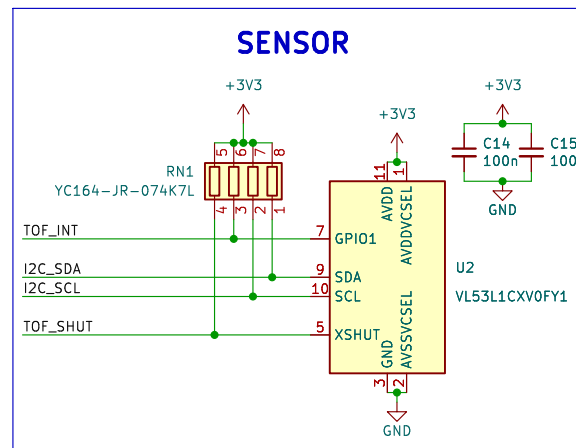 SENSOR
+3V3
+3V3
+3V3
5 6 7 8
RN1
YC164-JR-074K7L
4 3 2 1
C14
100n
C15
100
GND
11 1
AVDD
AVDDVCSEL
TOF_INT
7 GPIO1
I2C_SDA
9 SDA
I2C_SCL
10 SCL
TOF_SHUT
5 XSHUT
U2
VL53L1CXV0FY1
GND
AVSSVCSEL
3 2
GND